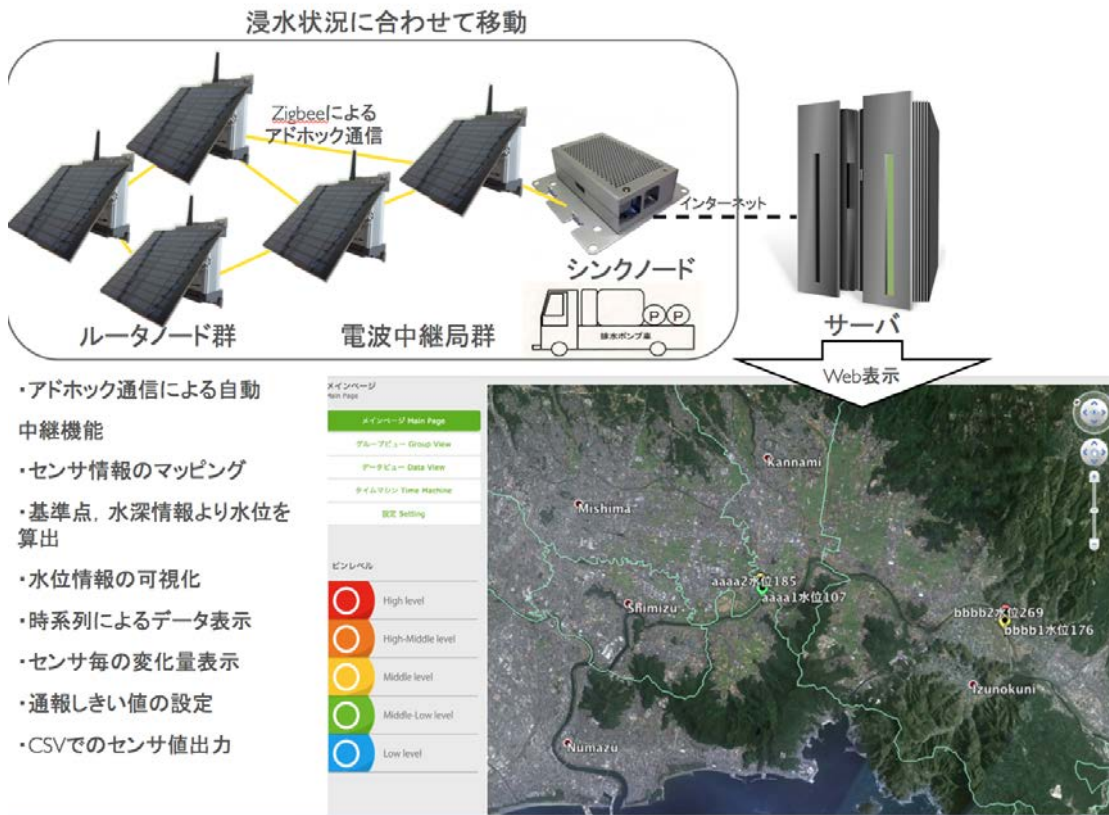 浸水状況に合わせて移動
Zigbeeによる
アドホック通信
インターネット
シンクノード
排水ポンプ車
P P
ルータノード群
電波中継局群
サーバ
Web表示
・アドホック通信による自動
中継機能
・センサ情報のマッピング
・基準点，水深情報より水位を
算出
・水位情報の可視化
・時系列によるデータ表示
・センサ毎の変化量表示
・通報しきい値の設定
・CSVでのセンサ値出力
メインページ
Main Page
メインページ Main Page
グループビュー Group View
データビュー Data View
タイムマシン Time Machine
設定 Setting
ピンレベル
High level
High-Middle level
Middle level
Middle-Low level
Low level
Kannami
Mishima
aaaa2水位185
aaaa1水位107
Shimizu
bbbb2水位269
bbbb1水位176
Izunokuni
Numazu